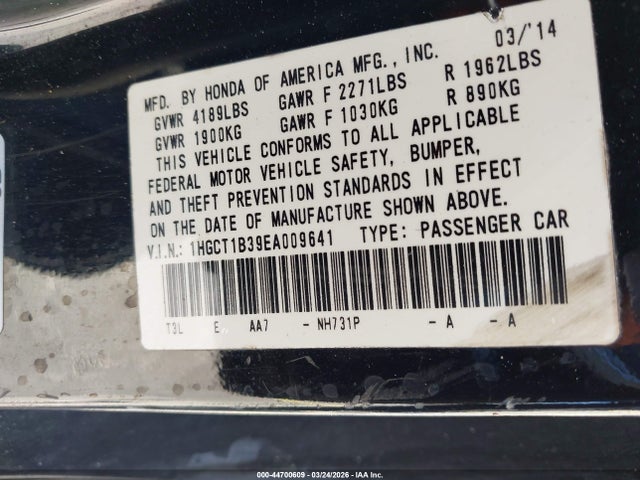 MFD. BY HONDA OF AMERICA MFG., INC. 03/'14
GVWR 4189LBS GAWR F 2271LBS R 1962LBS
GVWR 1900KG GAWR F 1030KG R 890KG
THIS VEHICLE CONFORMS TO ALL APPLICABLE
FEDERAL MOTOR VEHICLE SAFETY, BUMPER,
AND THEFT PREVENTION STANDARDS IN EFFECT
ON THE DATE OF MANUFACTURE SHOWN ABOVE.
V.I.N.: 1HGCT1B39EA009641 TYPE: PASSENGER CAR
T3L E AA7 - NH731P - A - A
000-44700609 - 03/24/2026 - IAA Inc.